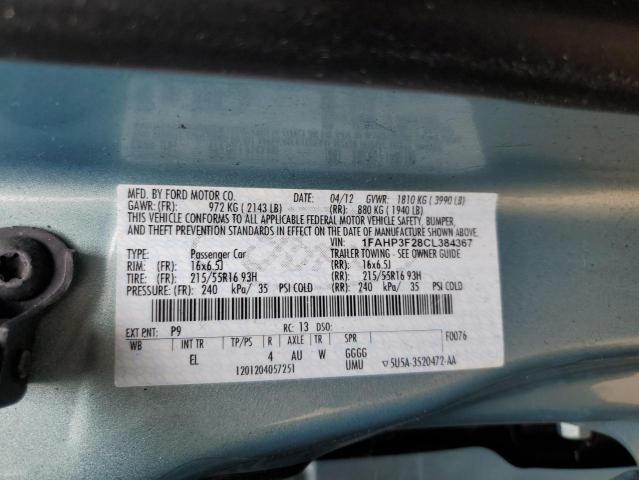 MFD. BY FORD MOTOR CO.
DATE: 04/12 GVWR: 1810 KG ( 3990 LB)
GAWR: (FR): 972 KG ( 2143 LB) (RR): 880 KG ( 1940 LB)
THIS VEHICLE CONFORMS TO ALL APPLICABLE FEDERAL MOTOR VEHICLE SAFETY, BUMPER,
AND THEFT PREVENTION STANDARDS IN EFFECT ON THE DATE OF MANUFACTURE SHOWN ABOVE.
VIN: 1FAHP3F28CL384367
TYPE: Passenger Car TRAILER TOWING - SEE OWNER GUIDE
RIM: (FR): 16x6.5J (RR): 16x6.5J
TIRE: (FR): 215/55R16 93H (RR): 215/55R16 93H
PRESSURE: (FR): 240 kPa/ 35 PSI COLD (RR): 240 kPa/ 35 PSI COLD
EXT PNT: P9 RC: 13 DSO: F0076
WB INT TR TP/PS R AXLE TR SPR
EL 4 AU W GGGG
UMU
1201204057251 ▽5U5A-3520472-AA